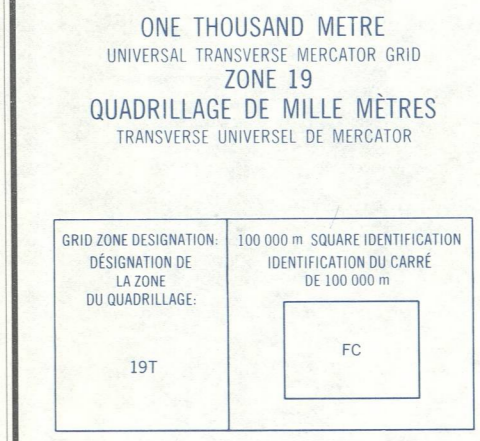 ONE THOUSAND METRE
UNIVERSAL TRANSVERSE MERCATOR GRID
ZONE 19
QUADRILLAGE DE MILLE MÈTRES
TRANSVERSE UNIVERSEL DE MERCATOR
GRID ZONE DESIGNATION:
DÉSIGNATION DE
LA ZONE
DU QUADRILLAGE:
19T
100 000 m SQUARE IDENTIFICATION
IDENTIFICATION DU CARRÉ
DE 100 000 m
FC